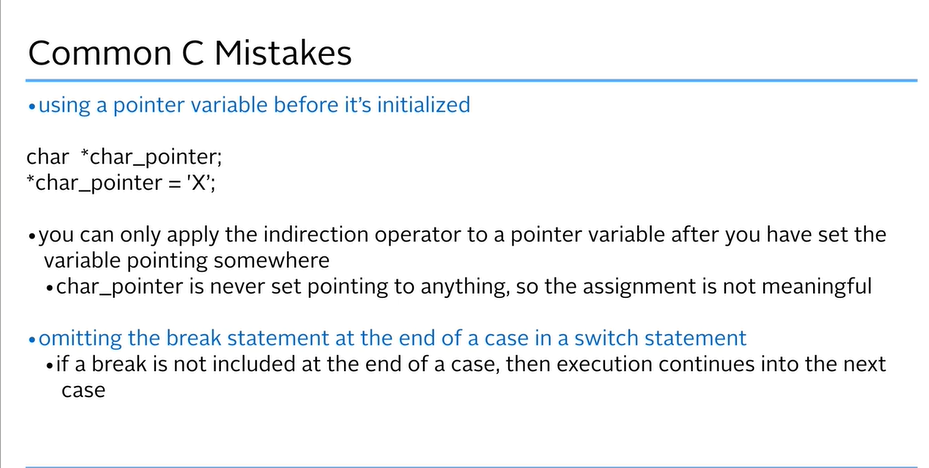 Common C Mistakes
•using a pointer variable before it’s initialized
char  *char_pointer;
*char_pointer = 'X’;
•you can only apply the indirection operator to a pointer variable after you have set the
variable pointing somewhere
•char_pointer is never set pointing to anything, so the assignment is not meaningful
•omitting the break statement at the end of a case in a switch statement
•if a break is not included at the end of a case, then execution continues into the next
case